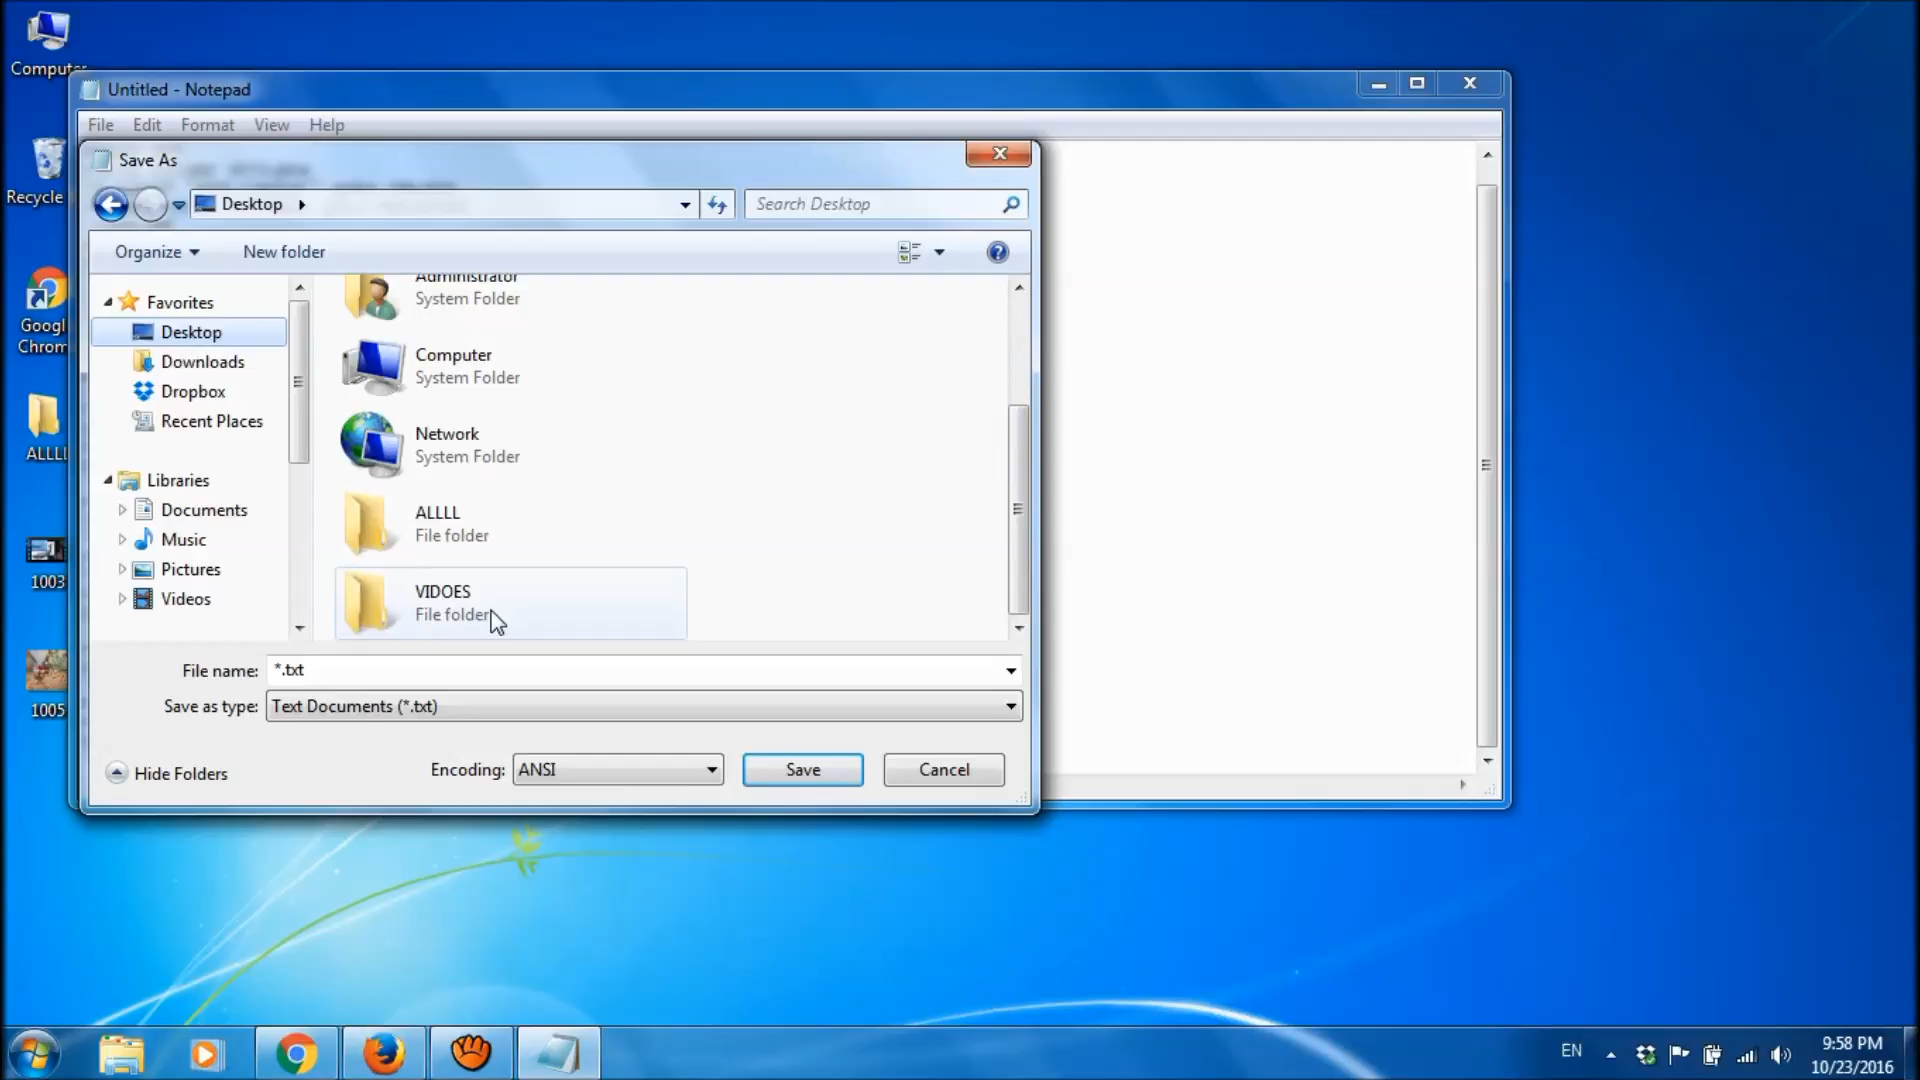 Computer
Recycle
Googl
Chrom
ALLLL
1003
1005
Untitled - Notepad
File Edit Format View Help
Save As
Desktop
Search Desktop
Organize New folder
Favorites
Desktop
Downloads
Dropbox
Recent Places
Libraries
Documents
Music
Pictures
Videos
Administrator
System Folder
Computer
System Folder
Network
System Folder
ALLLL
File folder
VIDOES
File folder
File name: *.txt
Save as type: Text Documents (*.txt)
Hide Folders Encoding: ANSI Save Cancel
EN
9:58 PM
10/23/2016